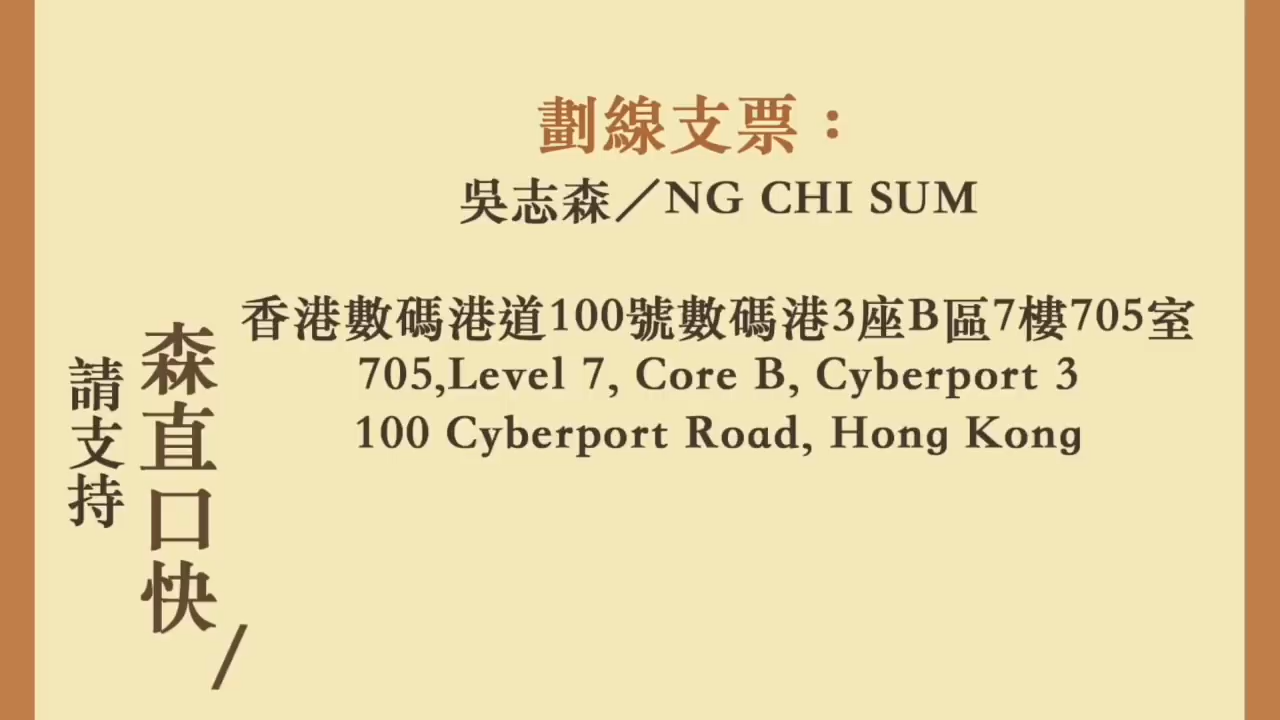 劃線支票：
吳志森／NG CHI SUM
香港數碼港道100號數碼港3座B區7樓705室
705,Level 7, Core B, Cyberport 3
100 Cyberport Road, Hong Kong
請支持
森直口快/